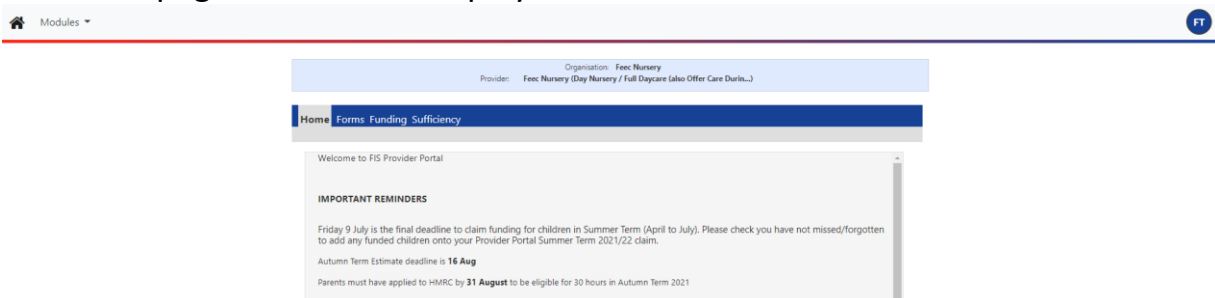 Modules
FT
Organisation: Feec Nursery
Provider: Feec Nursery (Day Nursery / Full Daycare (also Offer Care Durin...)
Home Forms Funding Sufficiency
Welcome to FIS Provider Portal
IMPORTANT REMINDERS
Friday 9 July is the final deadline to claim funding for children in Summer Term (April to July). Please check you have not missed/forgotten
to add any funded children onto your Provider Portal Summer Term 2021/22 claim.
Autumn Term Estimate deadline is 16 Aug
Parents must have applied to HMRC by 31 August to be eligible for 30 hours in Autumn Term 2021